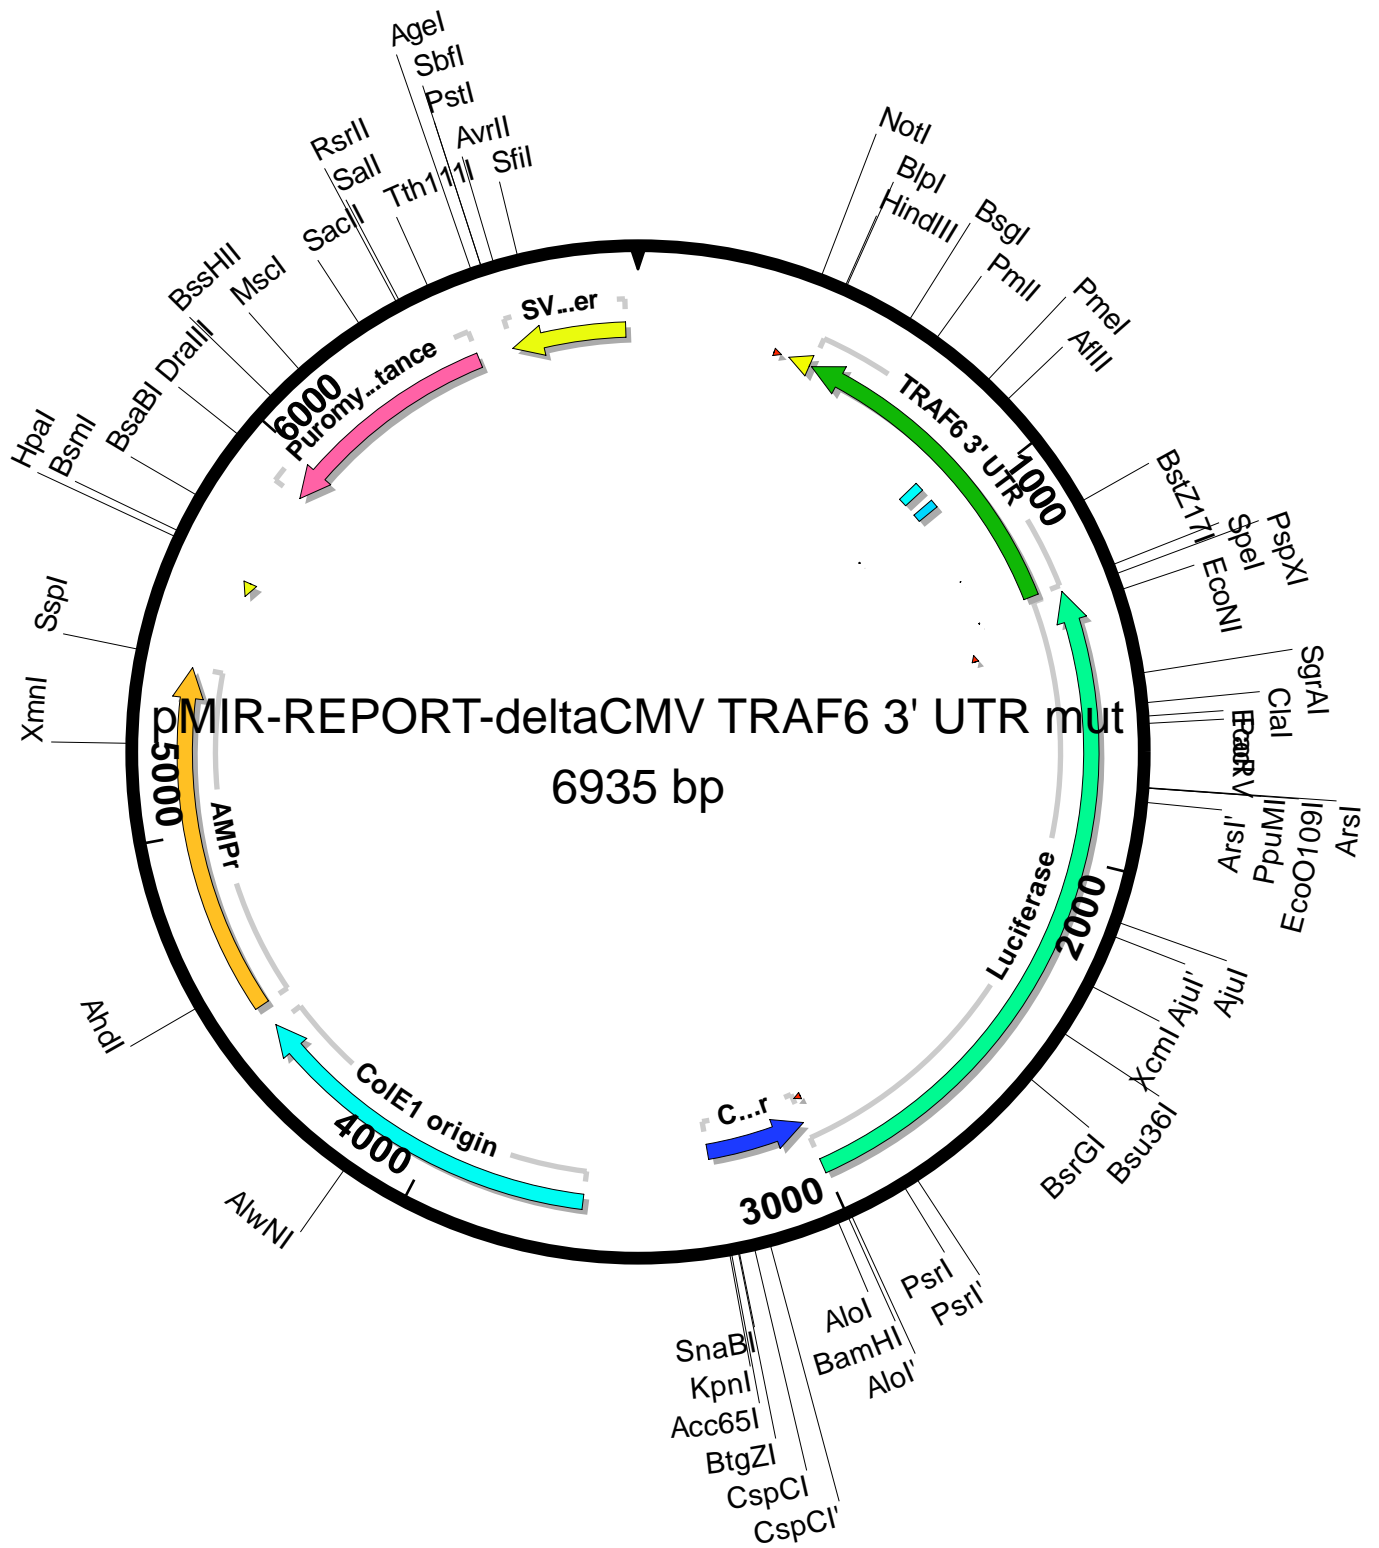 AgeI
SbfI
PstI
AvrII
SfiI
Tth111I
RsrII
SalI
SacII
BssHII
MscI
DraIII
BsaBI
BsmI
HpaI
SspI
XmnI
AhdI
AlwNI
NotI
BlpI
HindIII
BsgI
PmlI
PmeI
AflII
BstZ17I
SpeI
PspXI
EcoNI
SgrAI
ClaI
EcoRV
ArsI'
PpuMI
EcoO109I
ArsI
AjuI
AjuI'
XcmI
Bsu36I
BsrGI
PsrI
PsrI'
AloI
BamHI
AloI'
SnaBI
KpnI
Acc65I
BtgZI
CspCI
CspCI'
SV...er
Puromy...tance
6000
TRAF6 3' UTR
1000
pMIR-REPORT-deltaCMV TRAF6 3' UTR mut
6935 bp
5000
AMPr
Luciferase
2000
ColE1 origin
4000
C...r
3000